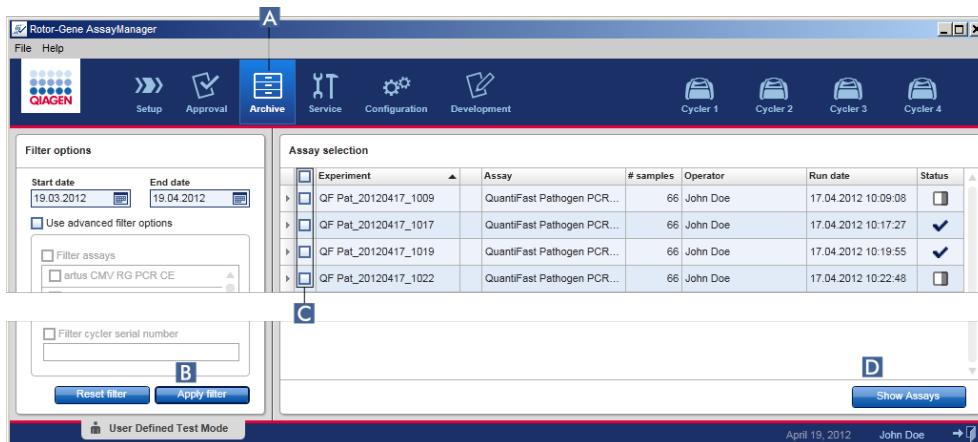 A
Rotor-Gene AssayManager
File Help
QIAGEN
Setup Approval Archive Service Configuration Development Cycler 1 Cycler 2 Cycler 3 Cycler 4
Filter options
Start date End date
19.03.2012 19.04.2012
Use advanced filter options
Filter assays
artus CMV RG PCR CE
Assay selection
Experiment Assay # samples Operator Run date Status
QF Pat_20120417_1009 QuantiFast Pathogen PCR... 66 John Doe 17.04.2012 10:09:08
QF Pat_20120417_1017 QuantiFast Pathogen PCR... 66 John Doe 17.04.2012 10:17:27
QF Pat_20120417_1019 QuantiFast Pathogen PCR... 66 John Doe 17.04.2012 10:19:55
QF Pat_20120417_1022 QuantiFast Pathogen PCR... 66 John Doe 17.04.2012 10:22:48
C
Filter cycler serial number
B
Reset filter Apply filter
D
Show Assays
User Defined Test Mode
April 19, 2012 John Doe